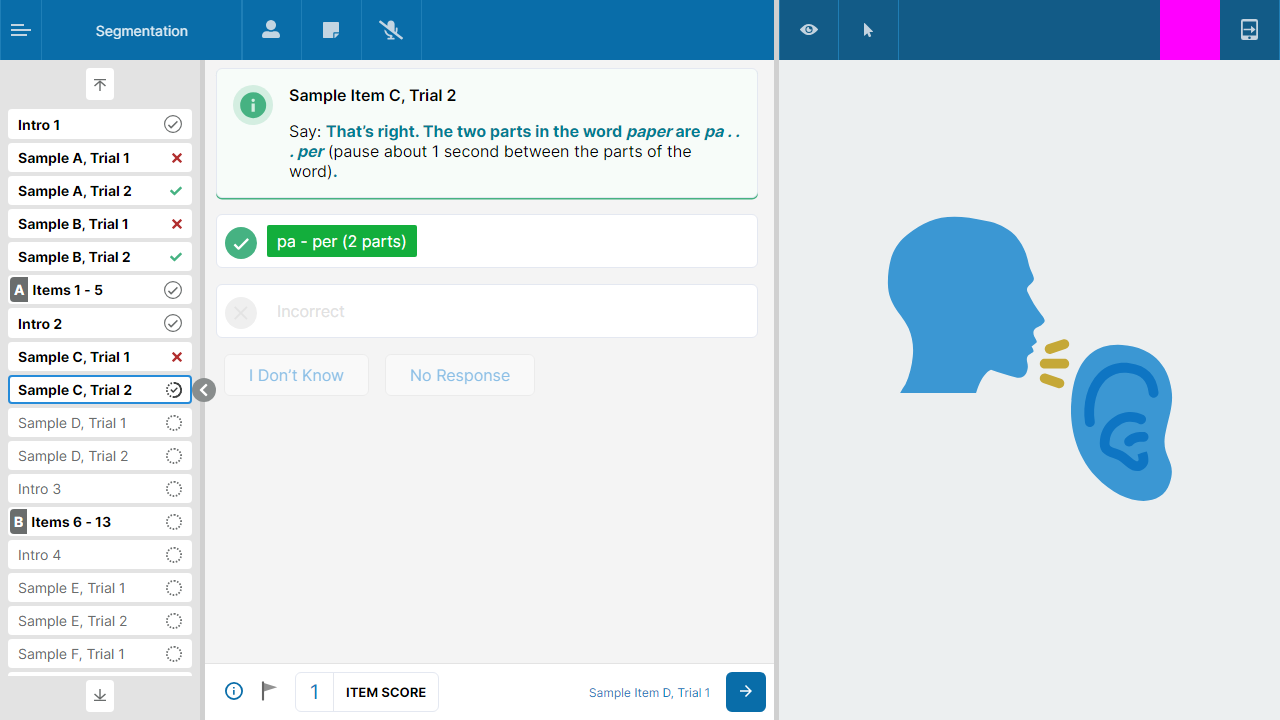 Segmentation
Intro 1
Sample A, Trial 1
Sample A, Trial 2
Sample B, Trial 1
Sample B, Trial 2
A Items 1 - 5
Intro 2
Sample C, Trial 1
Sample C, Trial 2
Sample D, Trial 1
Sample D, Trial 2
Intro 3
B Items 6 - 13
Intro 4
Sample E, Trial 1
Sample E, Trial 2
Sample F, Trial 1
Sample Item C, Trial 2
Say: That's right. The two parts in the word paper are pa . .
. per (pause about 1 second between the parts of the
word).
pa - per (2 parts)
Incorrect
I Don't Know
No Response
1 ITEM SCORE
Sample Item D, Trial 1